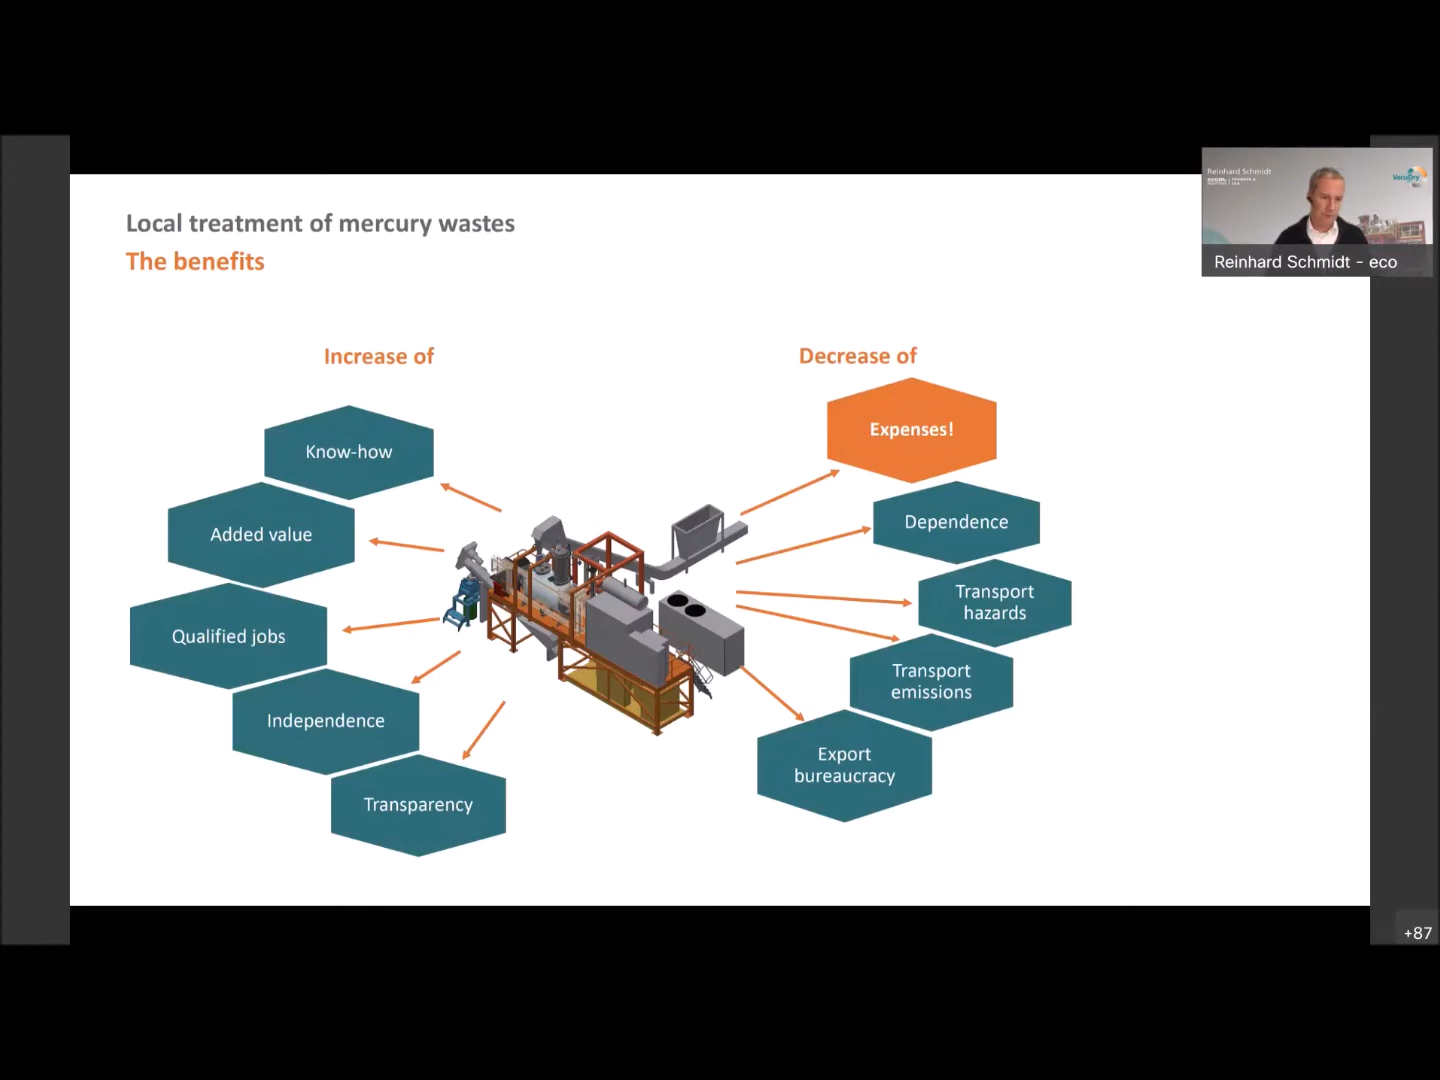 Local treatment of mercury wastes
The benefits
Increase of
Decrease of
Know-how
Added value
Qualified jobs
Independence
Transparency
Expenses!
Dependence
Transport
hazards
Transport
emissions
Export
bureaucracy
Reinhard Schmidt
VacuDry
Reinhard Schmidt - eco
+87